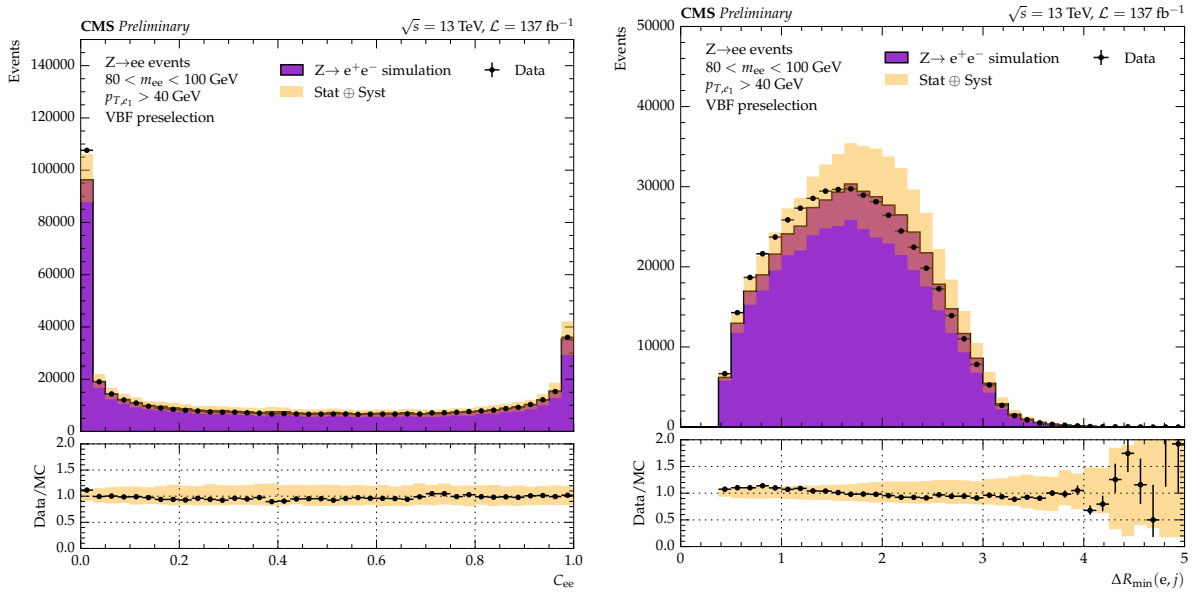 CMS Preliminary
√s = 13 TeV, ℒ = 137 fb⁻¹
Events
140000
120000
100000
80000
60000
40000
20000
0
Z→ee events
80 < m_ee < 100 GeV
p_T,e₁ > 40 GeV
VBF preselection
Z→ e⁺e⁻ simulation
Data
Stat ⊕ Syst
Data/MC
2.0
1.5
1.0
0.5
0.0
0.0 0.2 0.4 0.6 0.8 1.0
C_ee
CMS Preliminary
√s = 13 TeV, ℒ = 137 fb⁻¹
Events
50000
40000
30000
20000
10000
0
Z→ee events
80 < m_ee < 100 GeV
p_T,e₁ > 40 GeV
VBF preselection
Z→ e⁺e⁻ simulation
Data
Stat ⊕ Syst
Data/MC
2.0
1.5
1.0
0.5
0.0
0 1 2 3 4 5
ΔR_min(e, j)